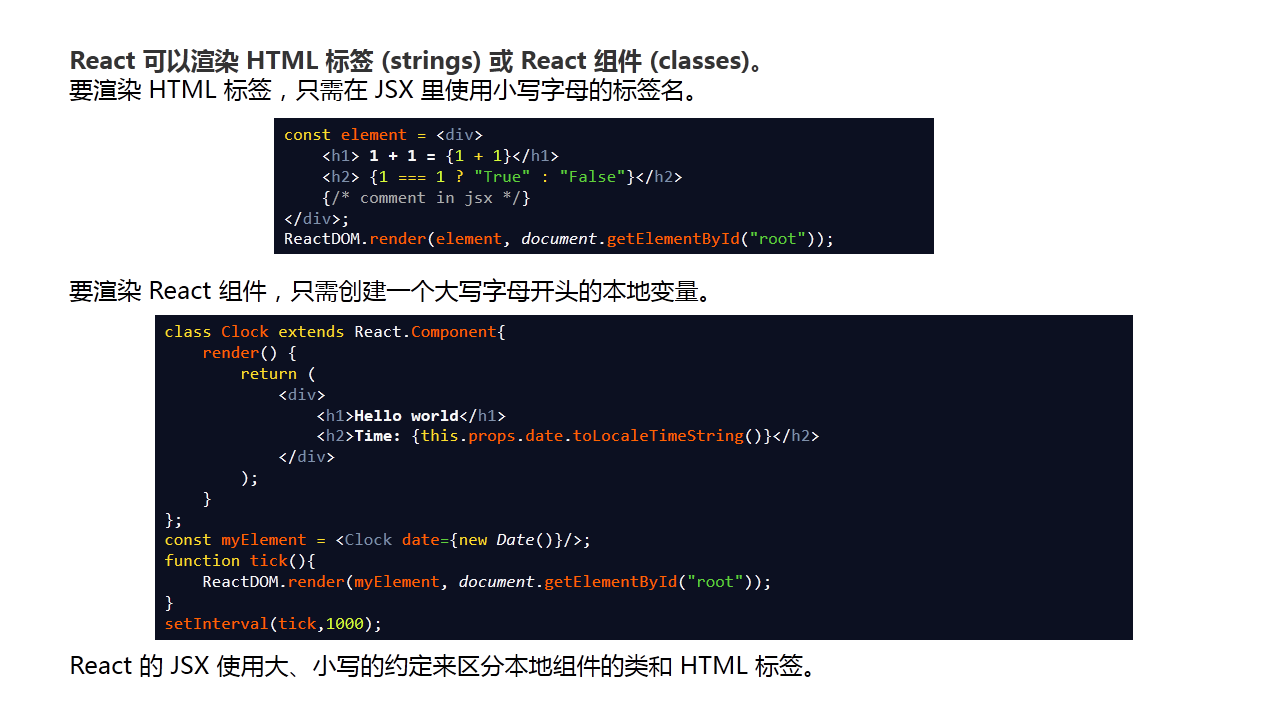 React 可以渲染 HTML 标签 (strings) 或 React 组件 (classes)。
要渲染 HTML 标签，只需在 JSX 里使用小写字母的标签名。
const element = <div>
    <h1> 1 + 1 = {1 + 1}</h1>
    <h2> {1 === 1 ? "True" : "False"}</h2>
    {/* comment in jsx */}
</div>;
ReactDOM.render(element, document.getElementById("root"));
要渲染 React 组件，只需创建一个大写字母开头的本地变量。
class Clock extends React.Component{
    render() {
        return (
            <div>
                <h1>Hello world</h1>
                <h2>Time: {this.props.date.toLocaleTimeString()}</h2>
            </div>
        );
    }
};
const myElement = <Clock date={new Date()}/>;
function tick(){
    ReactDOM.render(myElement, document.getElementById("root"));
}
setInterval(tick,1000);
React 的 JSX 使用大、小写的约定来区分本地组件的类和 HTML 标签。